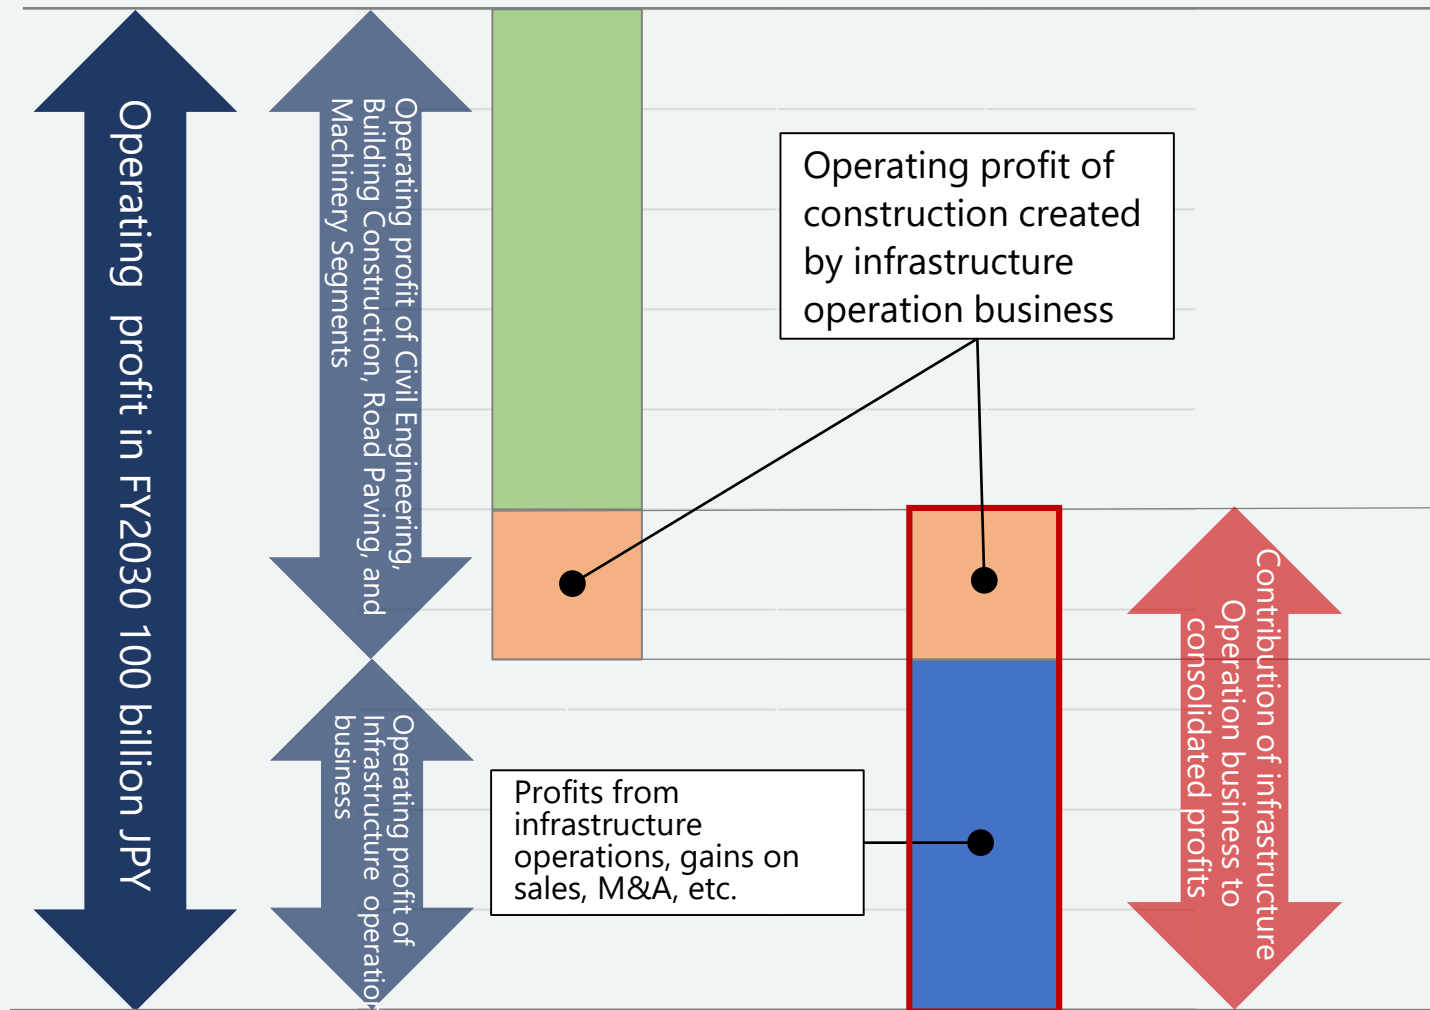 Operating profit in FY2030 100 billion JPY
Operating profit of Civil Engineering,
Building Construction, Road Paving, and
Machinery Segments
Operating profit of
Infrastructure operation
business
Operating profit of
construction created
by infrastructure
operation business
Profits from
infrastructure
operations, gains on
sales, M&A, etc.
Contribution of infrastructure
Operation business to
consolidated profits